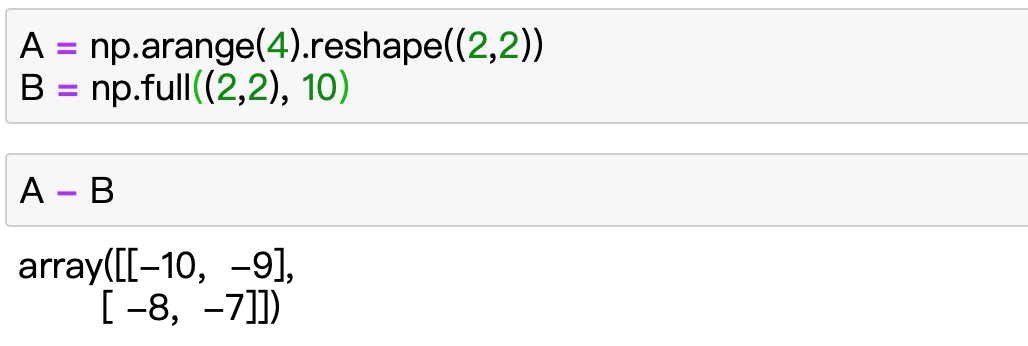 A = np.arange(4).reshape((2,2))
B = np.full((2,2), 10)
A – B
array([[–10,  –9],
       [ –8,  –7]])